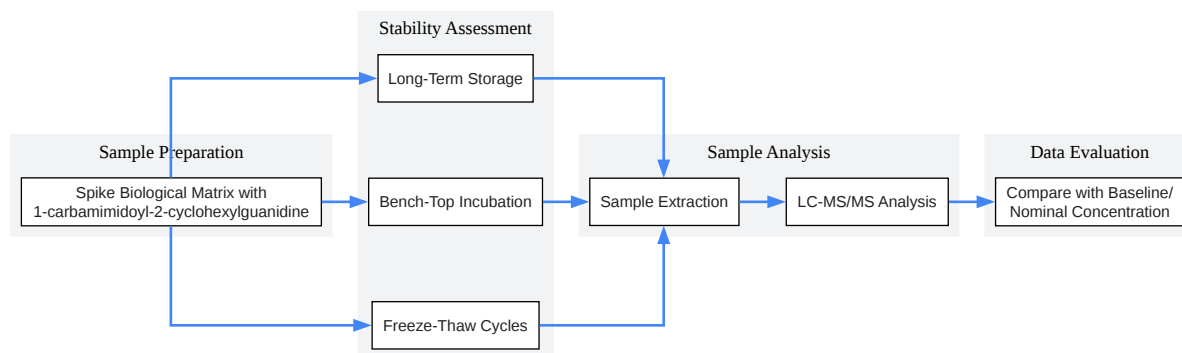 Stability Assessment
Long-Term Storage
Sample Preparation
Spike Biological Matrix with
1-carbamimidoyl-2-cyclohexylguanidine
Bench-Top Incubation
Freeze-Thaw Cycles
Sample Analysis
Sample Extraction
LC-MS/MS Analysis
Data Evaluation
Compare with Baseline/
Nominal Concentration